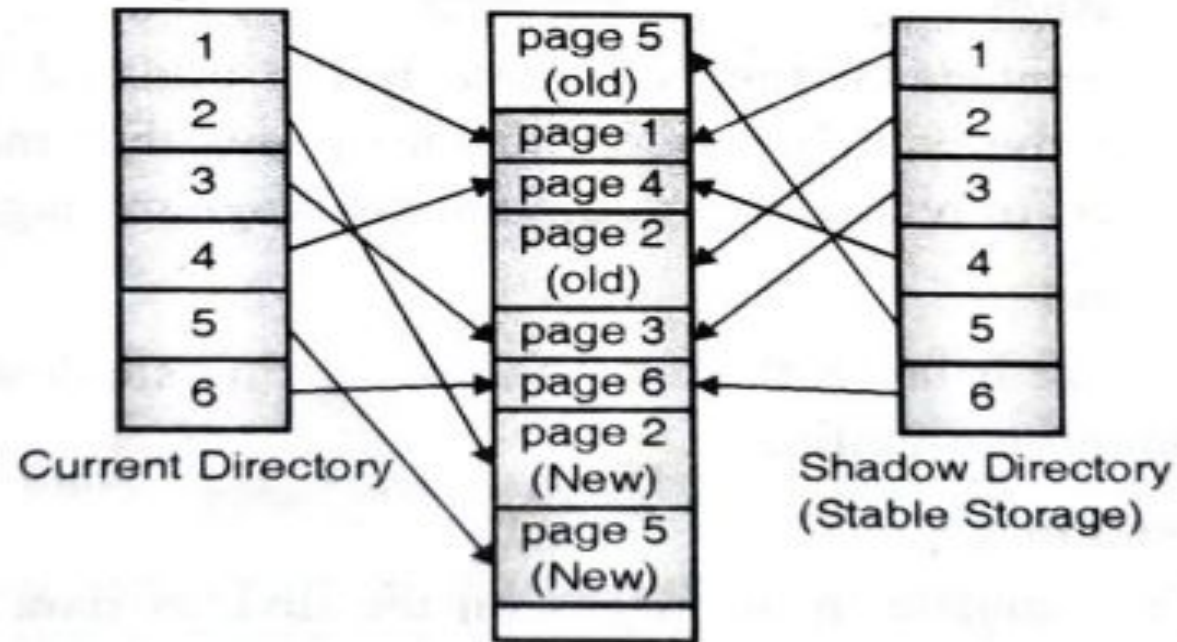 1
2
3
4
5
6
Current Directory
page 5
(old)
page 1
page 4
page 2
(old)
page 3
page 6
page 2
(New)
page 5
(New)
1
2
3
4
5
6
Shadow Directory
(Stable Storage)